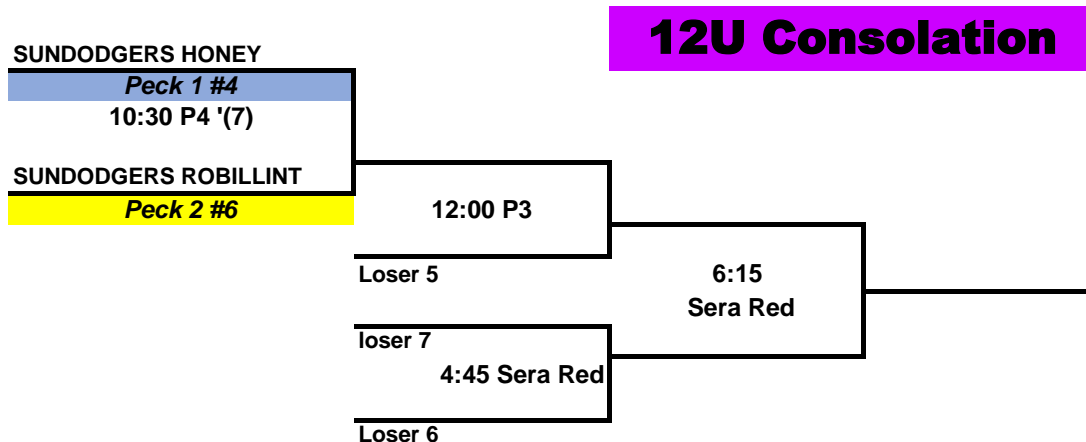 12U Consolation
SUNDODGERS HONEY
Peck 1 #4
10:30 P4 '(7)
SUNDODGERS ROBILLINT
Peck 2 #6
12:00 P3
Loser 5
6:15
Sera Red
loser 7
4:45 Sera Red
Loser 6